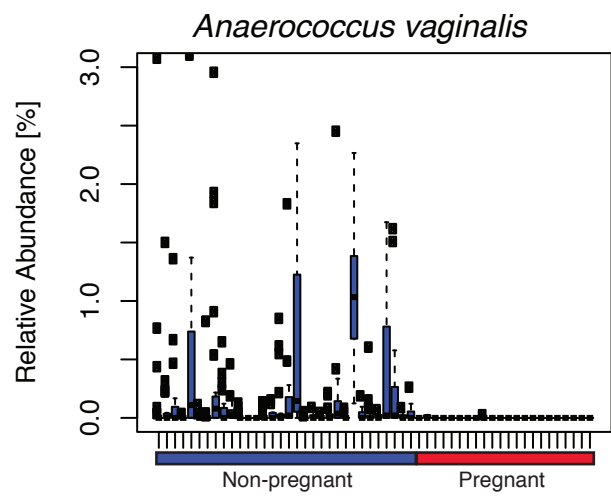 Anaerococcus vaginalis
Relative Abundance [%]
3.0
2.0
1.0
0.0
Non-pregnant
Pregnant